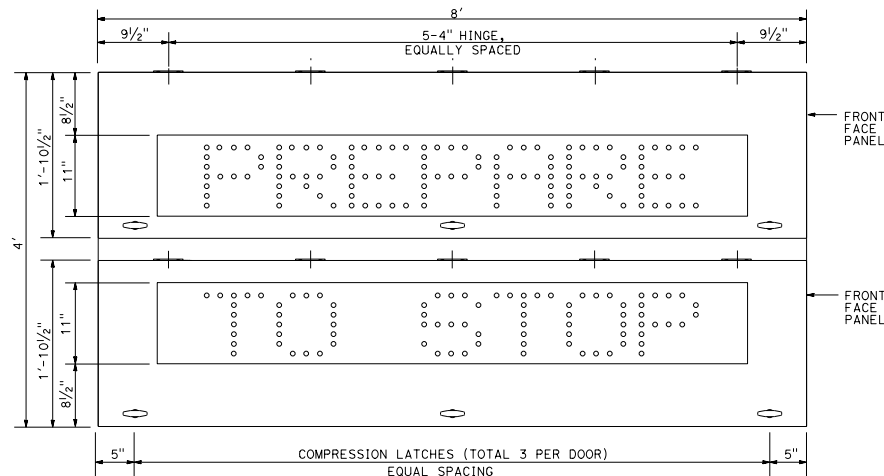 8'
9½" 5-4" HINGE, 9½"
EQUALLY SPACED
8½"
1'-10½"
11"
FRONT
FACE
PANEL
PREPARE
4'
FRONT
FACE
PANEL
11"
1'-10½"
8½"
TO STOP
5" COMPRESSION LATCHES (TOTAL 3 PER DOOR) 5"
EQUAL SPACING